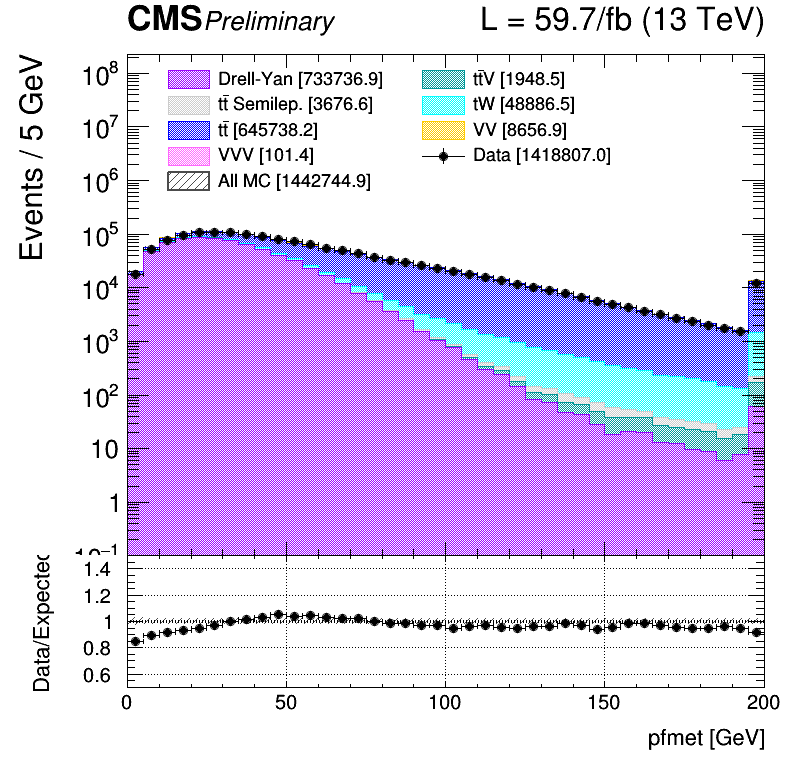 CMS Preliminary L = 59.7/fb (13 TeV)
Events / 5 GeV
10⁸
10⁷
10⁶
10⁵
10⁴
10³
10²
10
1
10⁻¹
Drell-Yan [733736.9]
tt̄ Semilep. [3676.6]
tt̄ [645738.2]
VVV [101.4]
All MC [1442744.9]
tt̄V [1948.5]
tW [48886.5]
VV [8656.9]
Data [1418807.0]
Data/Expected
1.4
1.2
1
0.8
0.6
0 50 100 150 200
pfmet [GeV]